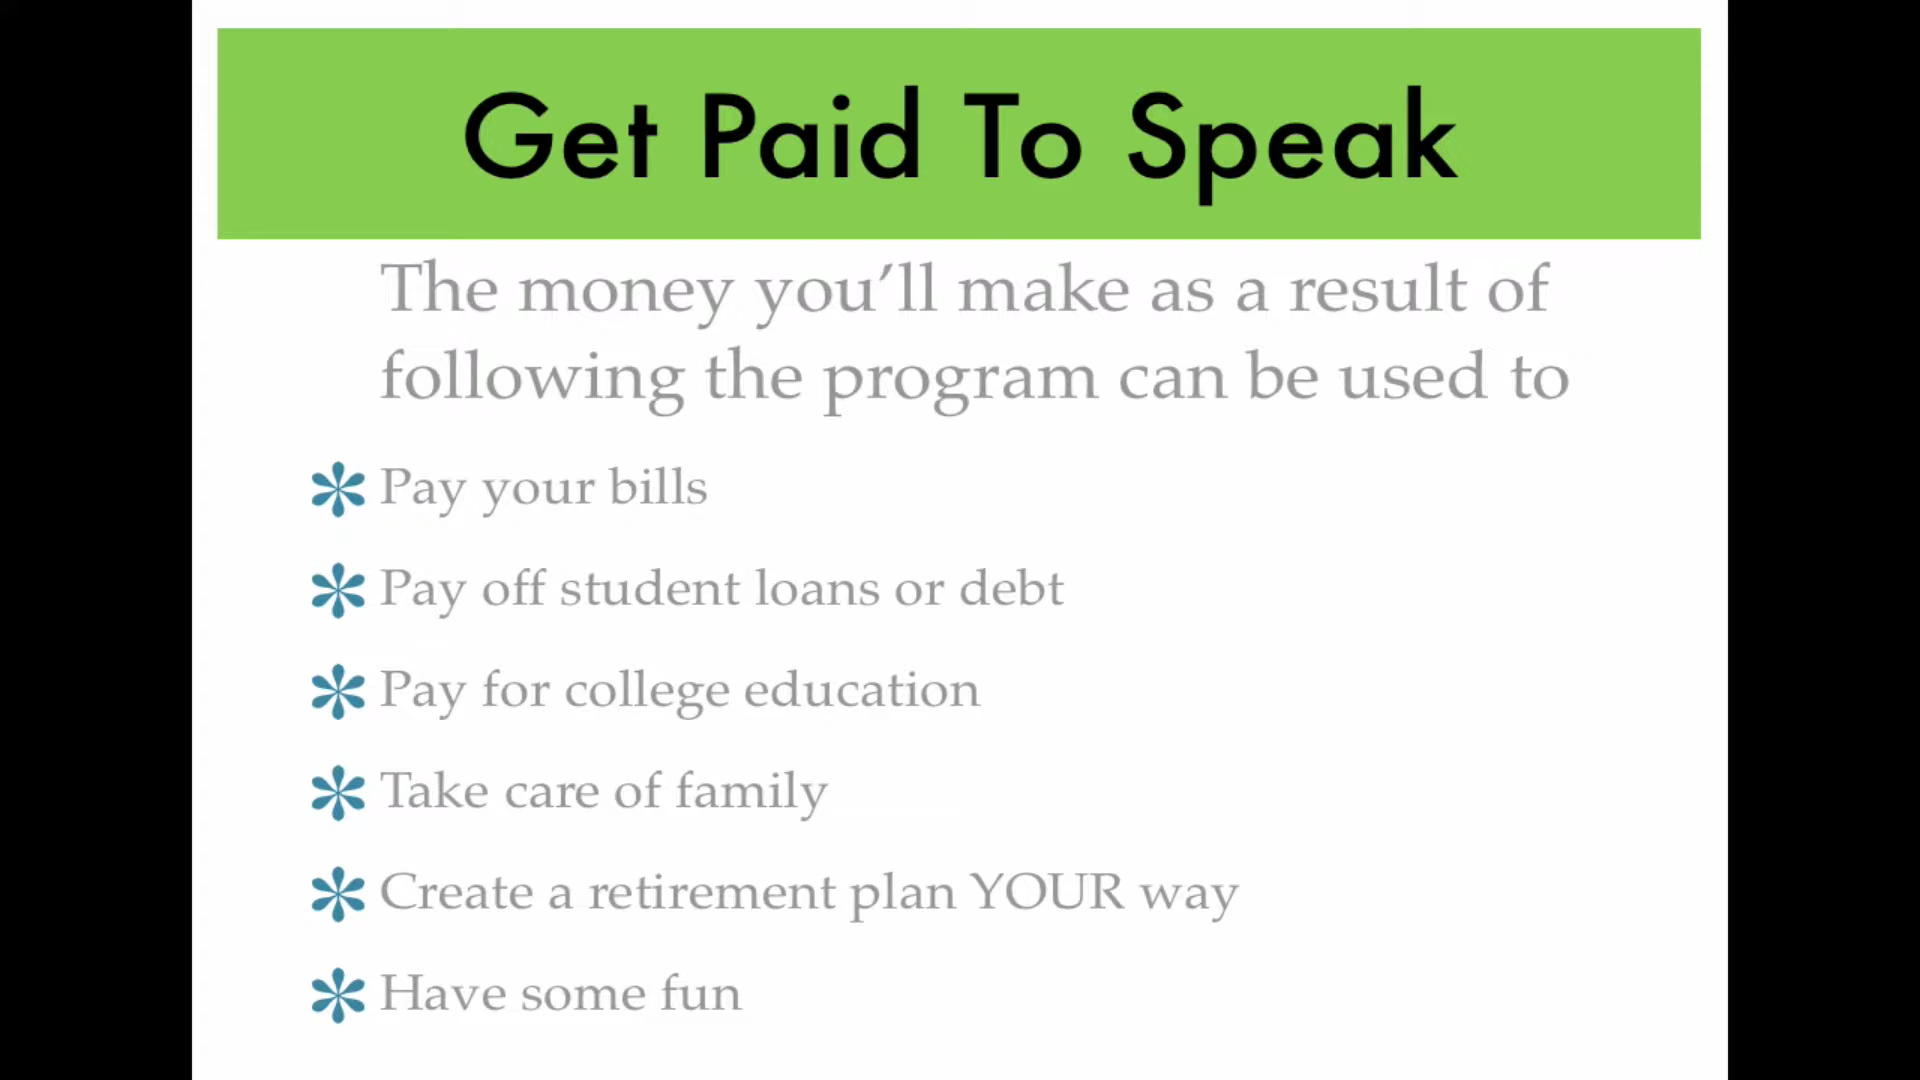 Get Paid To Speak
The money you’ll make as a result of
following the program can be used to
Pay your bills
Pay off student loans or debt
Pay for college education
Take care of family
Create a retirement plan YOUR way
Have some fun